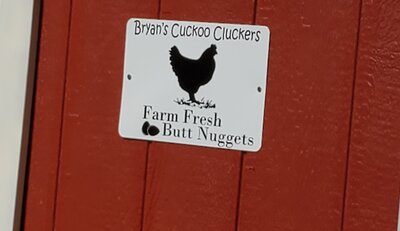 Bryan's Cuckoo Cluckers
Farm Fresh
Butt Nuggets